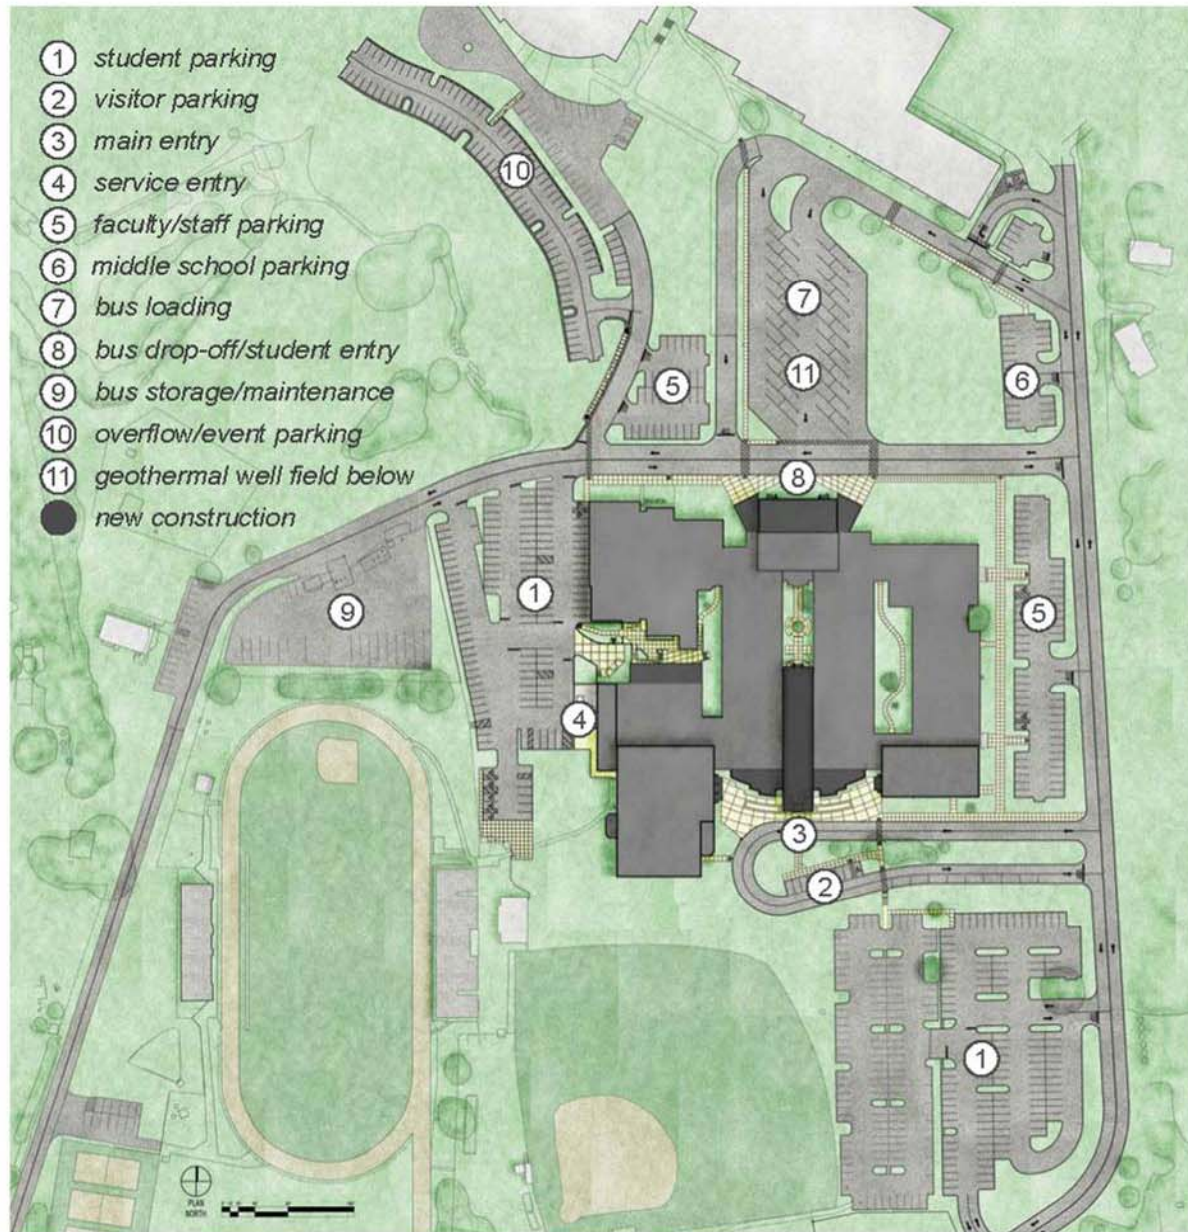 1 student parking
2 visitor parking
3 main entry
4 service entry
5 faculty/staff parking
6 middle school parking
7 bus loading
8 bus drop-off/student entry
9 bus storage/maintenance
10 overflow/event parking
11 geothermal well field below
new construction
10
7
11
5
6
8
1
9
5
4
3
2
1
PLAN
NORTH